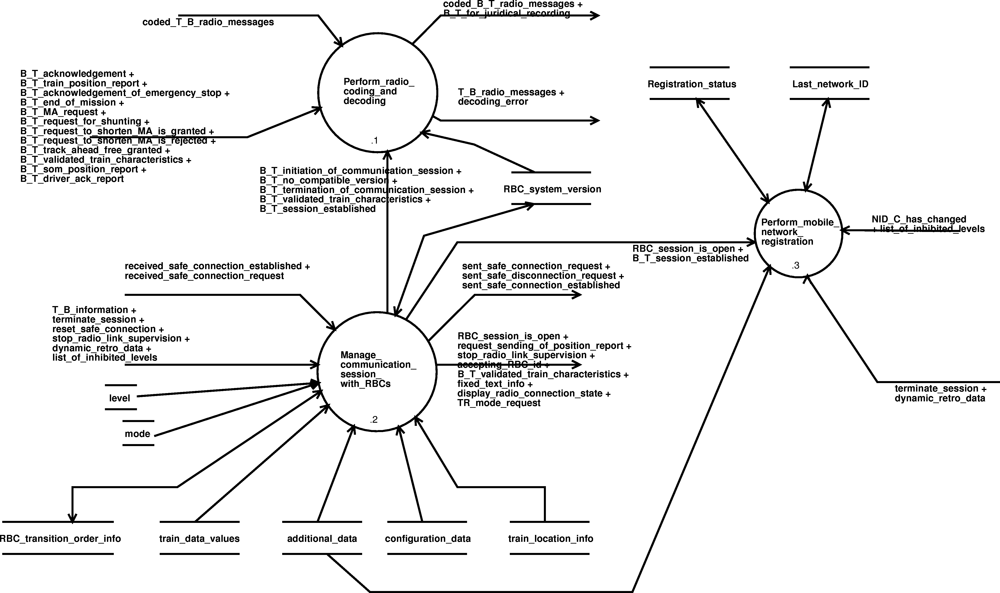 coded_B_T_radio_messages +
B_T_for_juridical_recording
coded_T_B_radio_messages
B_T_acknowledgement +
B_T_train_position_report +
B_T_acknowledgement_of_emergency_stop +
B_T_end_of_mission +
B_T_MA_request +
B_T_request_for_shunting +
B_T_request_to_shorten_MA_is_granted +
B_T_request_to_shorten_MA_is_rejected +
B_T_track_ahead_free_granted +
B_T_validated_train_characteristics +
B_T_som_position_report +
B_T_driver_ack_report
Perform_radio_
coding_and
decoding
.1
T_B_radio_messages +
decoding_error
Registration_status
Last_network_ID
B_T_initiation_of_communication_session +
B_T_no_compatible_version +
B_T_termination_of_communication_session +
B_T_validated_train_characteristics +
B_T_session_established
RBC_system_version
Perform_mobile_
network_
registration
.3
NID_C_has_changed
+ list_of_inhibited_levels
RBC_session_is_open +
B_T_session_established
received_safe_connection_established +
received_safe_connection_request
sent_safe_connection_request +
sent_safe_disconnection_request +
sent_safe_connection_established
T_B_information +
terminate_session +
reset_safe_connection +
stop_radio_link_supervision +
dynamic_retro_data +
list_of_inhibited_levels
Manage_
communication_
session_
with_RBCs
.2
RBC_session_is_open +
request_sending_of_position_report +
stop_radio_link_supervision +
accepting_RBC_id +
B_T_validated_train_characteristics +
fixed_text_info +
display_radio_connection_state +
TR_mode_request
level
mode
terminate_session +
dynamic_retro_data
RBC_transition_order_info
train_data_values
additional_data
configuration_data
train_location_info